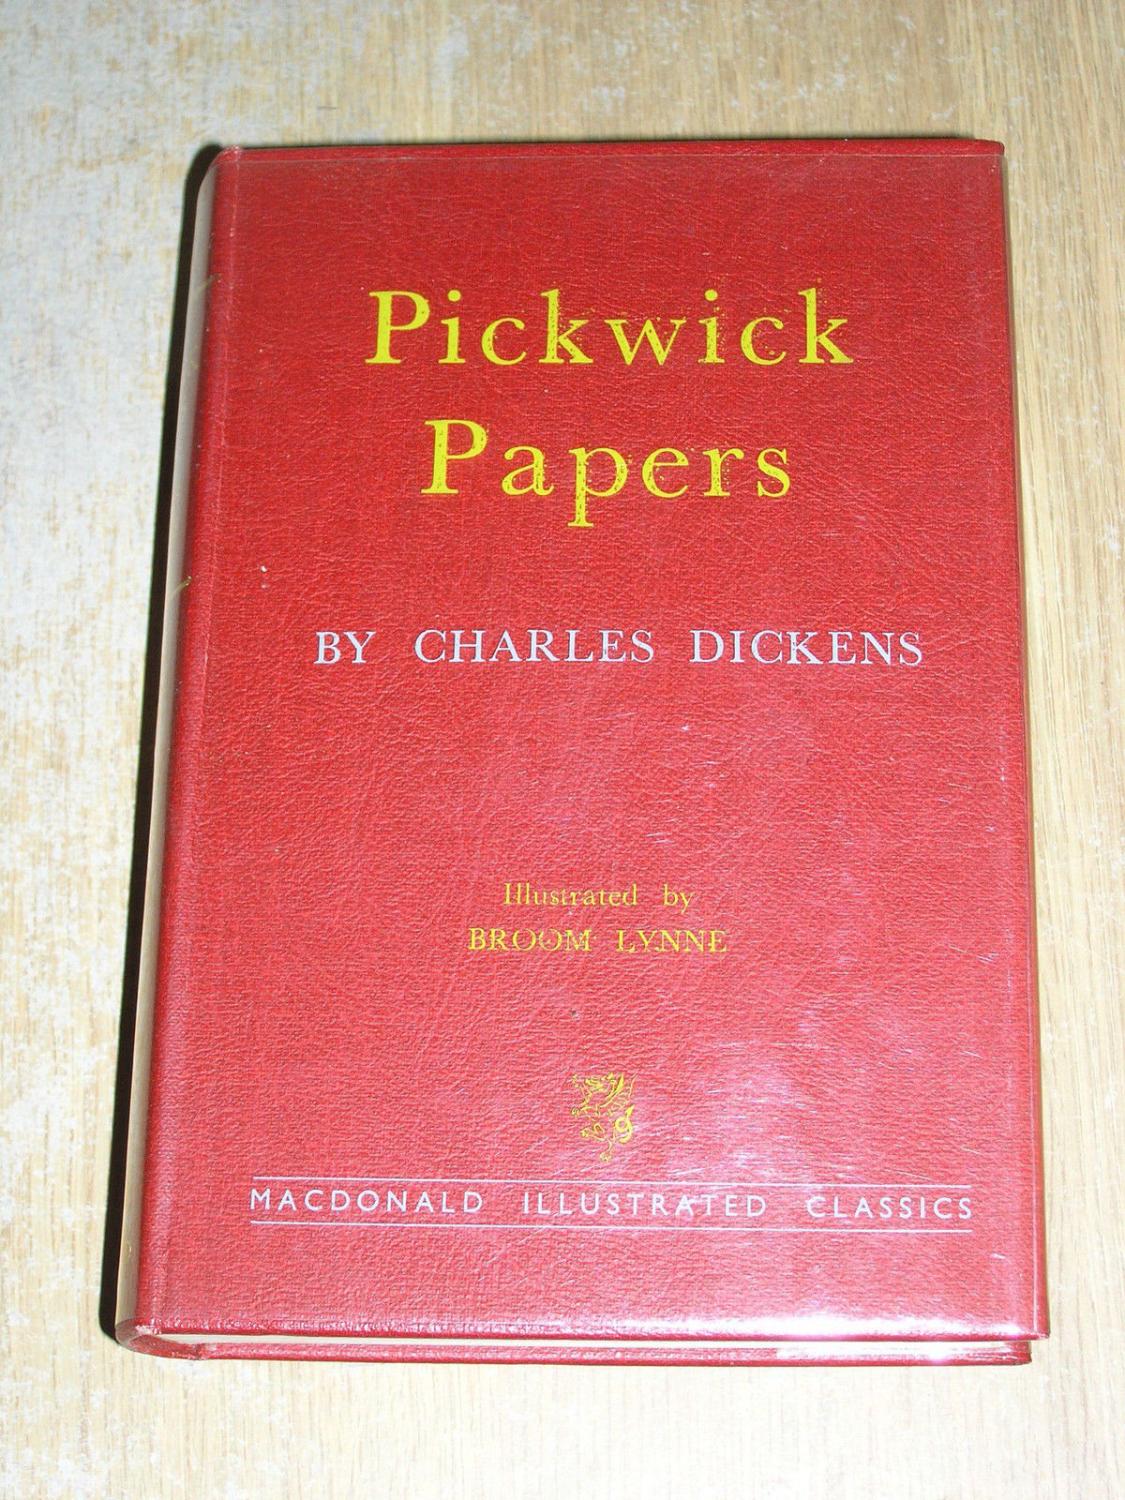 Pickwick
Papers
BY CHARLES DICKENS
Illustrated by
BROOM LYNNE
MACDONALD ILLUSTRATED CLASSICS